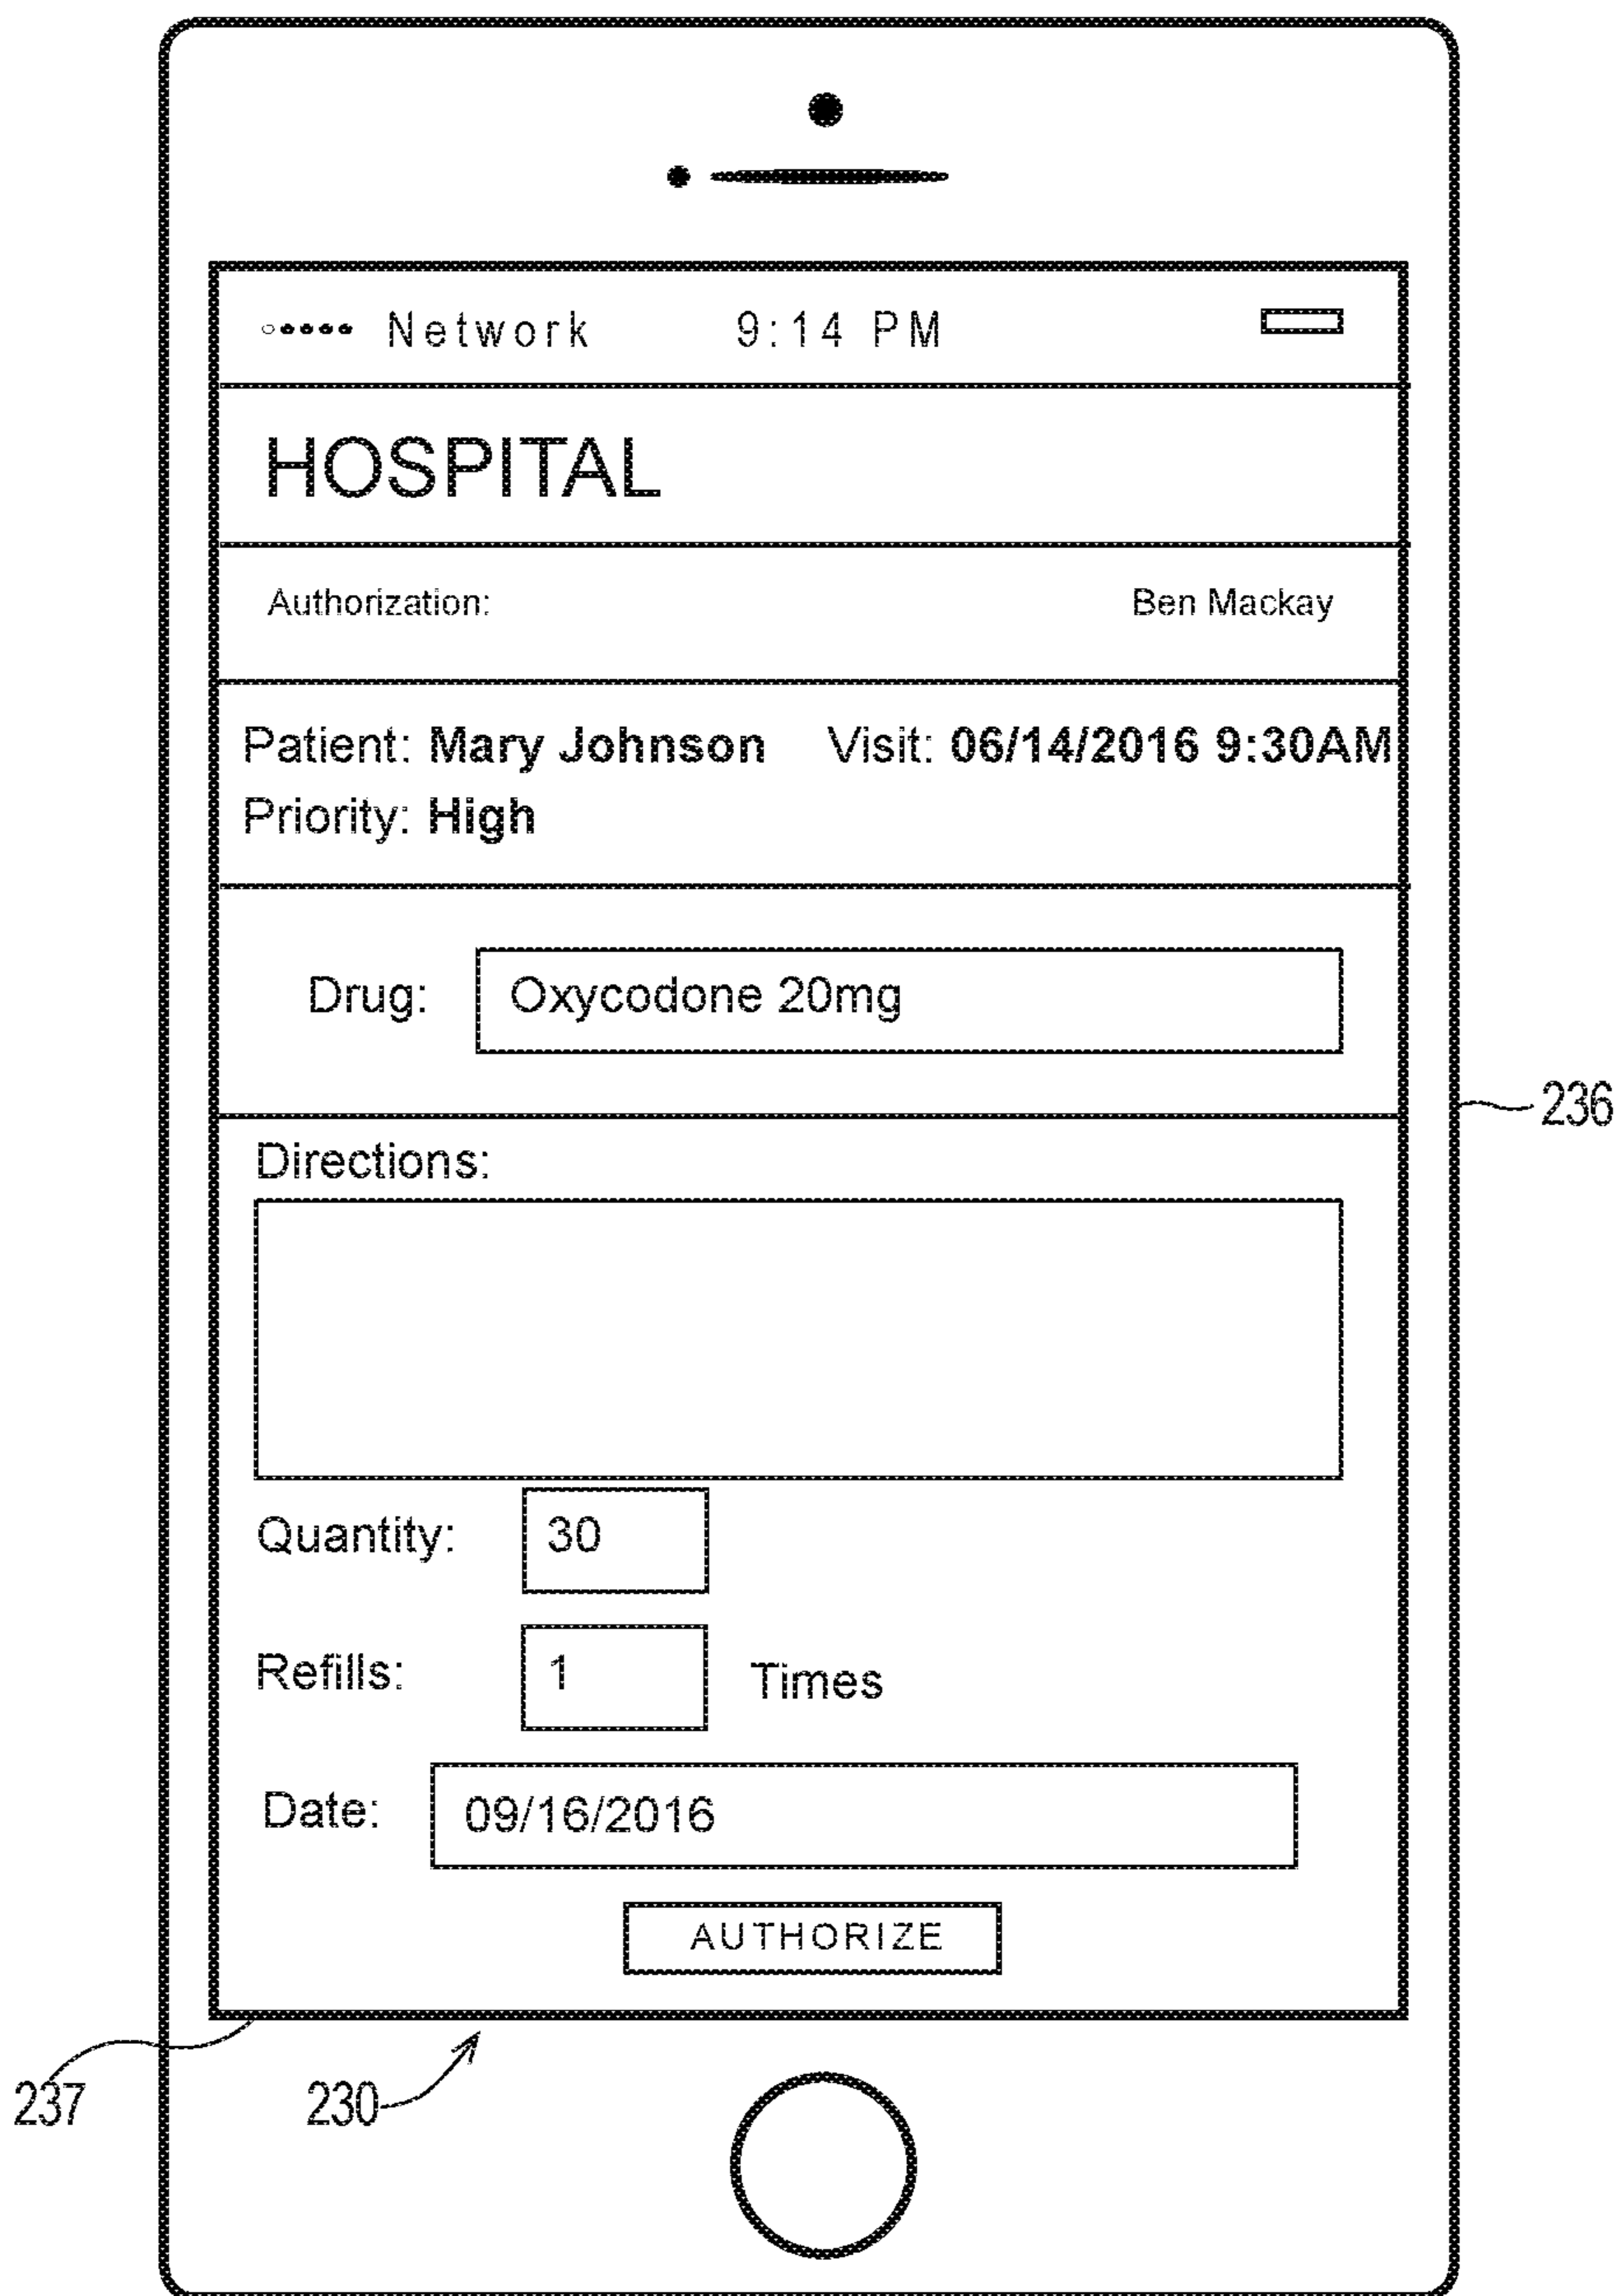 Network 9:14 PM
HOSPITAL
Authorization: Ben Mackay
Patient: Mary Johnson Visit: 06/14/2016 9:30AM
Priority: High
Drug: Oxycodone 20mg
236
Directions:
Quantity: 30
Refills: 1 Times
Date: 09/16/2016
AUTHORIZE
237 230